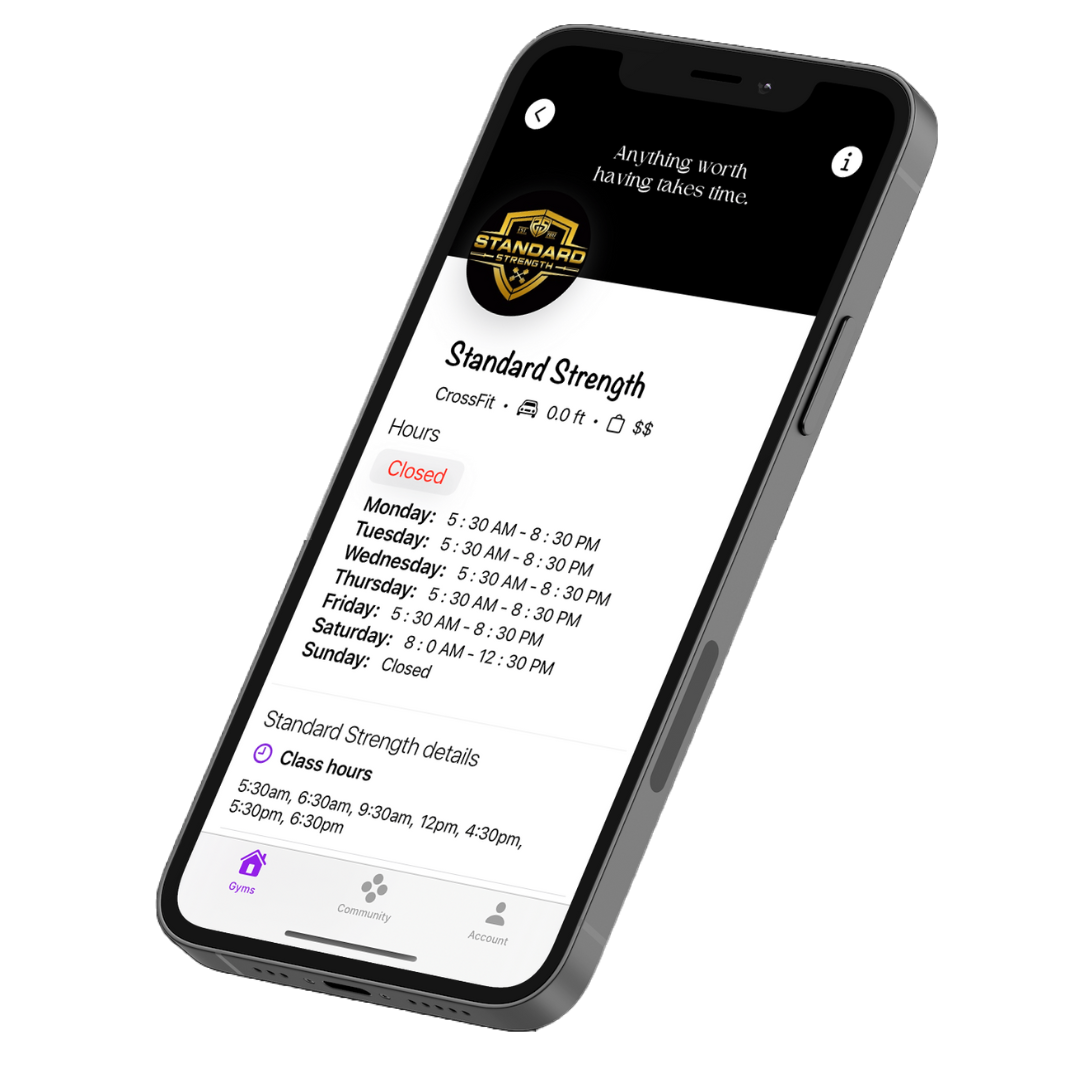 Anything worth
having takes time.
STANDARD
STRENGTH
Standard Strength
CrossFit • 0.0 ft • $$
Hours
Closed
Monday: 5 : 30 AM - 8 : 30 PM
Tuesday: 5 : 30 AM - 8 : 30 PM
Wednesday: 5 : 30 AM - 8 : 30 PM
Thursday: 5 : 30 AM - 8 : 30 PM
Friday: 5 : 30 AM - 8 : 30 PM
Saturday: 8 : 0 AM - 12 : 30 PM
Sunday: Closed
Standard Strength details
Class hours
5:30am, 6:30am, 9:30am, 12pm, 4:30pm,
5:30pm, 6:30pm
Gyms
Community
Account